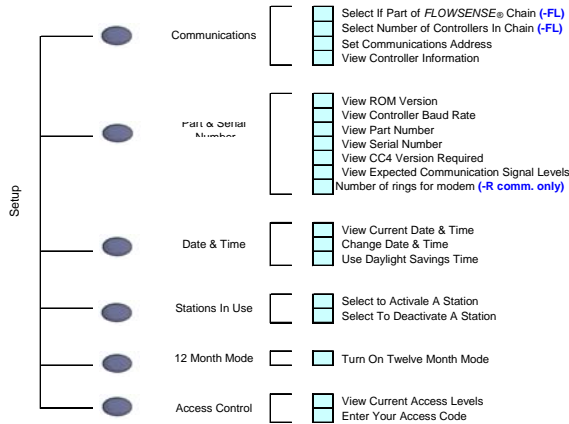 Setup
Communications
Select If Part of FLOWSENSE® Chain (-FL)
Select Number of Controllers In Chain (-FL)
Set Communications Address
View Controller Information
Part & Serial
Number
View ROM Version
View Controller Baud Rate
View Part Number
View Serial Number
View CC4 Version Required
View Expected Communication Signal Levels
Number of rings for modem (-R comm. only)
Date & Time
View Current Date & Time
Change Date & Time
Use Daylight Savings Time
Stations In Use
Select to Activale A Station
Select To Deactivate A Station
12 Month Mode
Turn On Twelve Month Mode
Access Control
View Current Access Levels
Enter Your Access Code